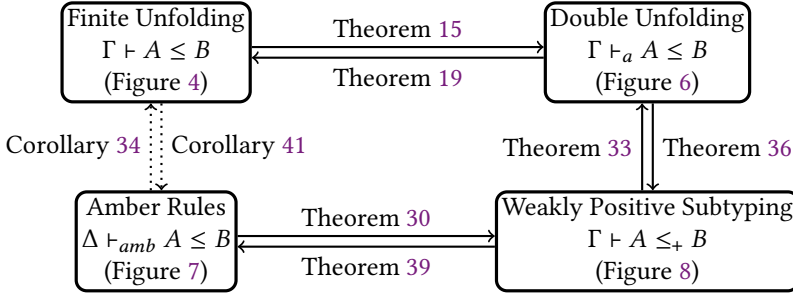 Finite Unfolding
Γ ⊢ A ≤ B
(Figure 4)
Theorem 15
Theorem 19
Double Unfolding
Γ ⊢ₐ A ≤ B
(Figure 6)
Corollary 34
Corollary 41
Theorem 33
Theorem 36
Amber Rules
Δ ⊢_{amb} A ≤ B
(Figure 7)
Theorem 30
Theorem 39
Weakly Positive Subtyping
Γ ⊢ A ≤₊ B
(Figure 8)